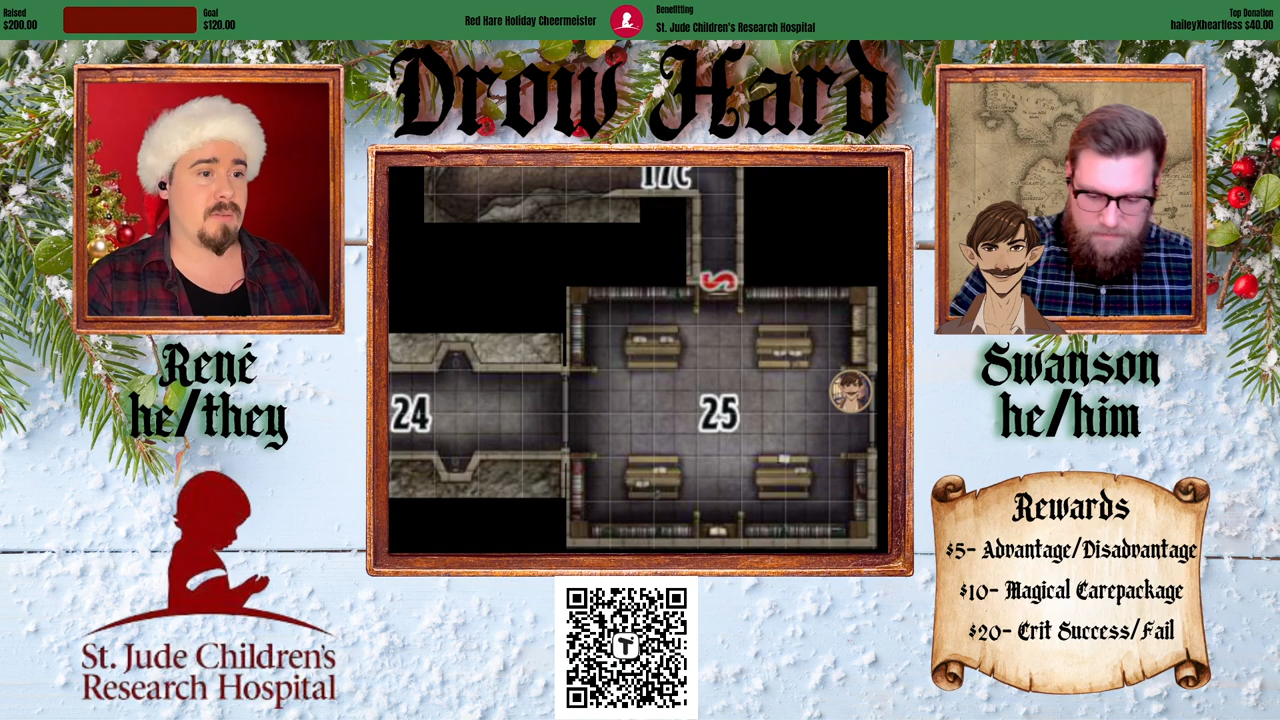 Raised
$200.00
Goal
$120.00
Red Hare Holiday Cheermeister
Benefitting
St. Jude Children's Research Hospital
Top Donation
haileyXheartless $40.00
Drow Hard
17C
S
24
25
René
he/they
Swanson
he/him
St. Jude Children's
Research Hospital
T
Rewards
$5- Advantage/Disadvantage
$10- Magical Carepackage
$20- Crit Success/Fail